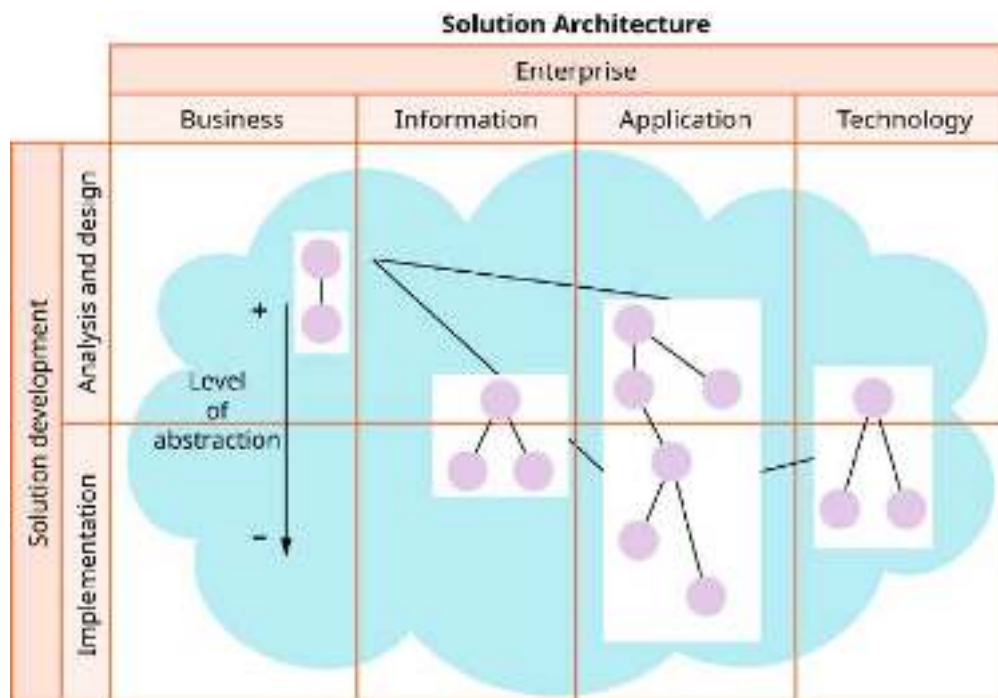 Solution Architecture
Enterprise
Business
Information
Application
Technology
Solution development
Analysis and design
Implementation
+
Level
of
abstraction
–